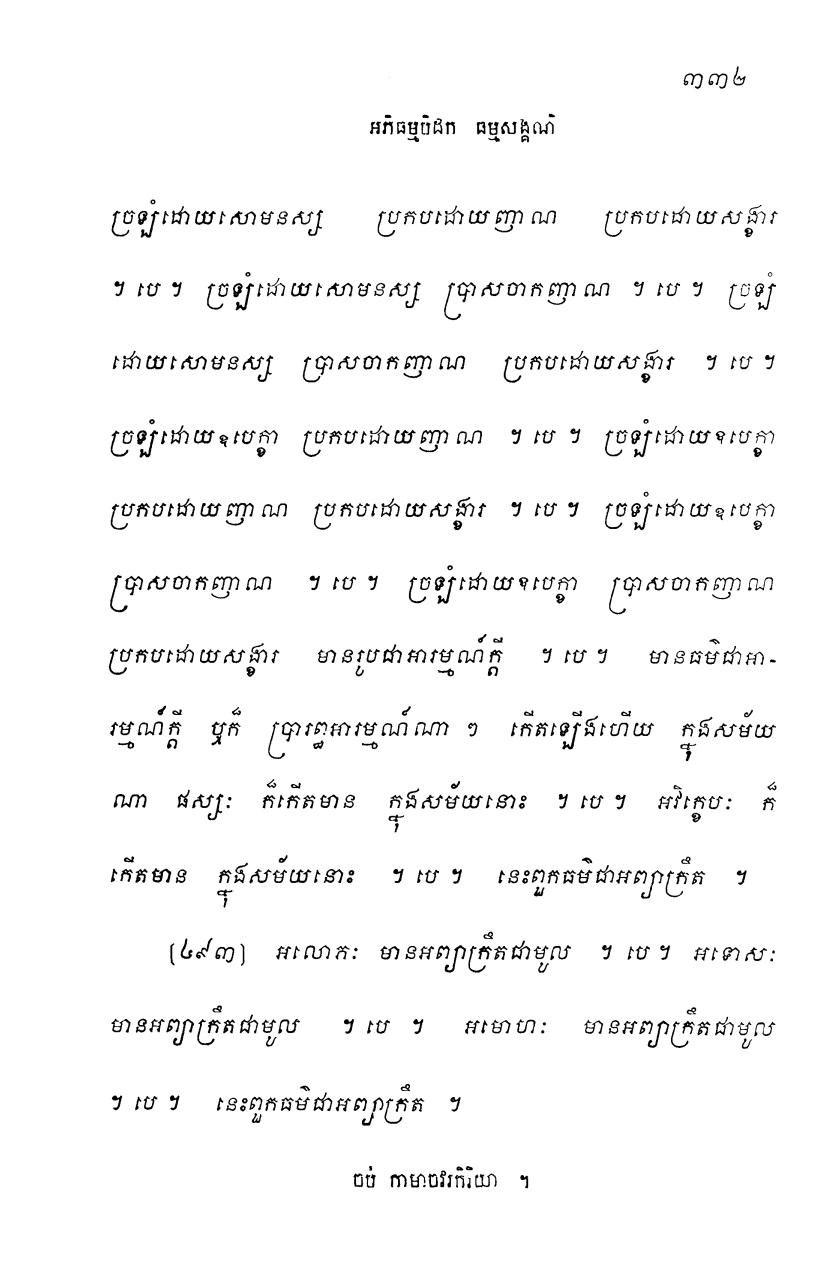 ៣៣២
អភិធម្មបិដក ធម្មសង្គណិ
ច្រឡំដោយសោមនស្ស ប្រកបដោយញាណ ប្រកបដោយសង្ខារ
។ បេ ។ ច្រឡំដោយសោមនស្ស ប្រាសចាកញាណ ។ បេ ។ ច្រឡំ
ដោយសោមនស្ស ប្រាសចាកញាណ ប្រកបដោយសង្ខារ ។ បេ ។
ច្រឡំដោយឧបេក្ខា ប្រកបដោយញាណ ។ បេ ។ ច្រឡំដោយឧបេក្ខា
ប្រកបដោយញាណ ប្រកបដោយសង្ខារ ។ បេ ។ ច្រឡំដោយឧបេក្ខា
ប្រាសចាកញាណ ។ បេ ។ ច្រឡំដោយឧបេក្ខា ប្រាសចាកញាណ
ប្រកបដោយសង្ខារ មានរូបជាអារម្មណ៍ក្តី ។ បេ ។ មានធម៌ជាអា-
រម្មណ៍ក្តី ឬក៏ ប្រារព្ធអារម្មណ៍ណា ៗ កើតឡើងហើយ ក្នុងសម័យ
ណា ផស្សៈ ក៏កើតមាន ក្នុងសម័យនោះ ។ បេ ។ អវិក្ខេបៈ ក៏
កើតមាន ក្នុងសម័យនោះ ។ បេ ។ នេះពួកធម៌ជាអព្យាក្រឹត ។
(៤៩៣) អលោភៈ មានអព្យាក្រឹតជាមូល ។ បេ ។ អទោសៈ
មានអព្យាក្រឹតជាមូល ។ បេ ។ អមោហៈ មានអព្យាក្រឹតជាមូល
។ បេ ។ នេះពួកធម៌ជាអព្យាក្រឹត ។
ចប់ កាមាចវរកិរិយា ។